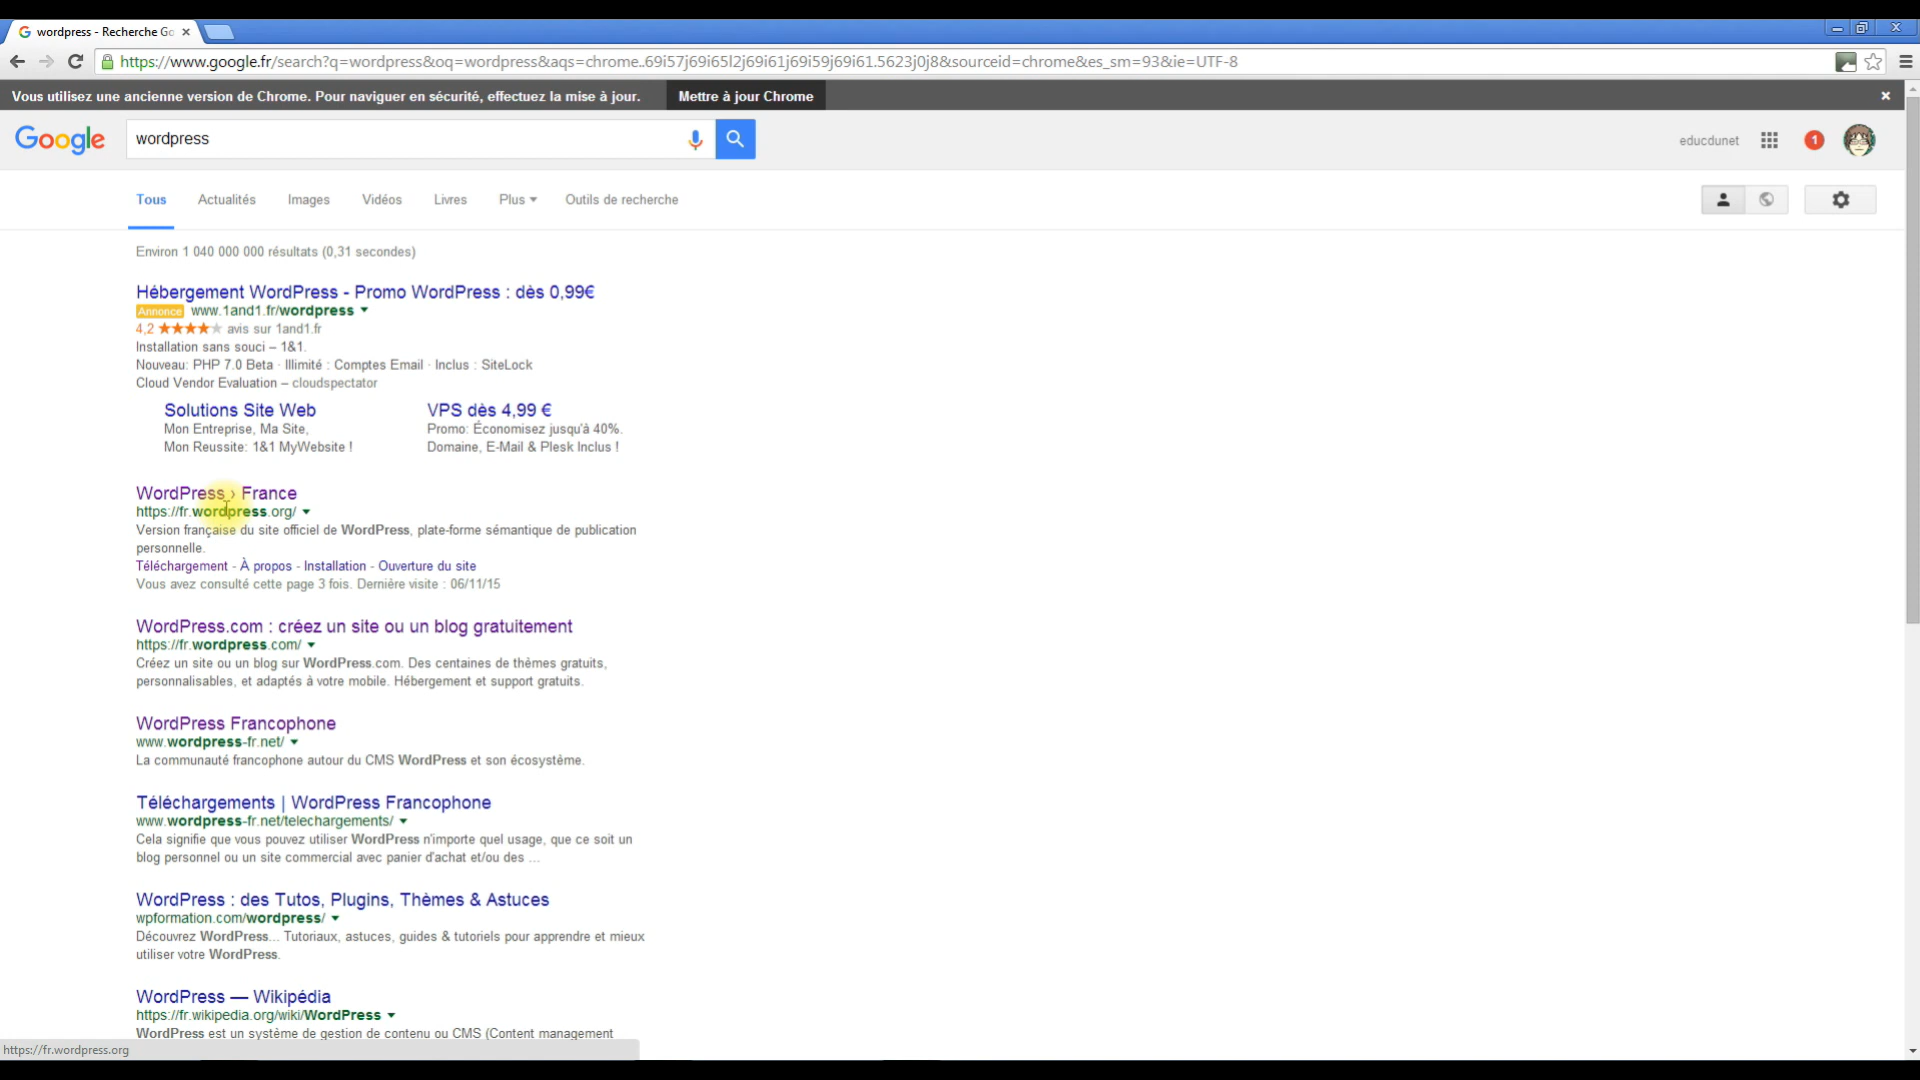 wordpress - Recherche Go
https://www.google.fr/search?q=wordpress&oq=wordpress&aqs=chrome..69i57j69i65l2j69i61j69i59j69i61.5623j0j8&sourceid=chrome&es_sm=93&ie=UTF-8
Vous utilisez une ancienne version de Chrome. Pour naviguer en sécurité, effectuez la mise à jour. Mettre à jour Chrome
Google wordpress educdunet 1
Tous Actualités Images Vidéos Livres Plus Outils de recherche
Environ 1 040 000 000 résultats (0,31 secondes)
Hébergement WordPress - Promo WordPress : dès 0,99€
Annonce www.1and1.fr/wordpress
4,2 avis sur 1and1.fr
Installation sans souci – 1&1.
Nouveau: PHP 7.0 Beta · Illimité : Comptes Email · Inclus : SiteLock
Cloud Vendor Evaluation – cloudspectator
Solutions Site Web
Mon Entreprise, Ma Site,
Mon Reussite: 1&1 MyWebsite !
VPS dès 4,99 €
Promo: Économisez jusqu'à 40%.
Domaine, E-Mail & Plesk Inclus !
WordPress › France
https://fr.wordpress.org/
Version française du site officiel de WordPress, plate-forme sémantique de publication
personnelle.
Téléchargement - À propos - Installation - Ouverture du site
Vous avez consulté cette page 3 fois. Dernière visite : 06/11/15
WordPress.com : créez un site ou un blog gratuitement
https://fr.wordpress.com/
Créez un site ou un blog sur WordPress.com. Des centaines de thèmes gratuits,
personnalisables, et adaptés à votre mobile. Hébergement et support gratuits.
WordPress Francophone
www.wordpress-fr.net/
La communauté francophone autour du CMS WordPress et son écosystème.
Téléchargements | WordPress Francophone
www.wordpress-fr.net/telechargements/
Cela signifie que vous pouvez utiliser WordPress n'importe quel usage, que ce soit un
blog personnel ou un site commercial avec panier d'achat et/ou des ...
WordPress : des Tutos, Plugins, Thèmes & Astuces
wpformation.com/wordpress/
Découvrez WordPress... Tutoriaux, astuces, guides & tutoriels pour apprendre et mieux
utiliser votre WordPress.
WordPress — Wikipédia
https://fr.wikipedia.org/wiki/WordPress
WordPress est un système de gestion de contenu ou CMS (Content management
https://fr.wordpress.org